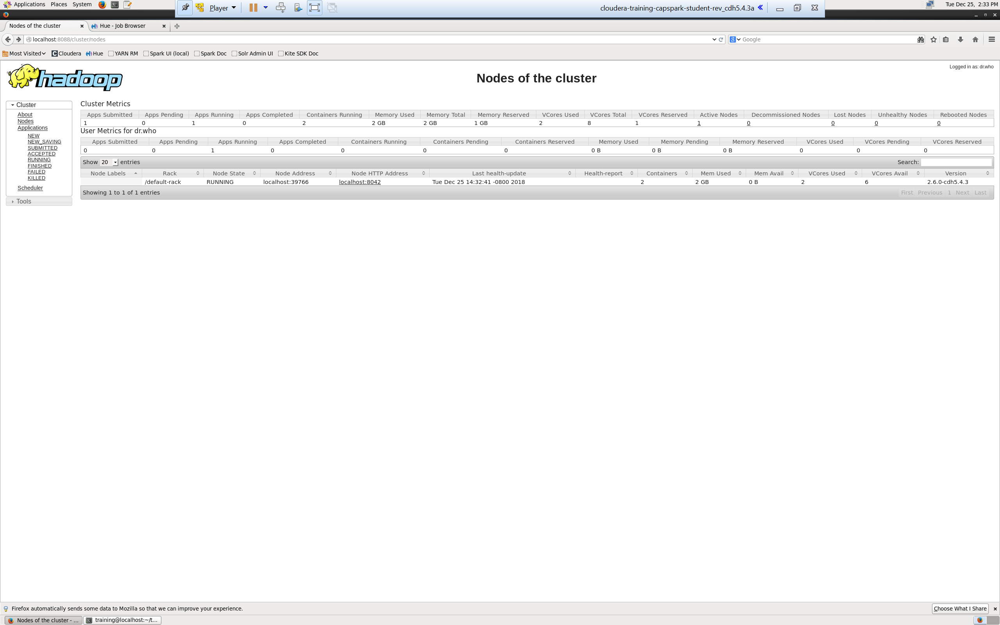 Applications Places System
Player
cloudera-training-capspark-student-rev_cdh5.4.3a
Tue Dec 25, 2:33 PM
Nodes of the cluster
Hue - Job Browser
localhost:8088/cluster/nodes
Google
Most Visited Cloudera Hue YARN RM Spark UI (local) Spark Doc Solr Admin UI Kite SDK Doc
Logged in as: dr.who
hadoop
Nodes of the cluster
Cluster
About
Nodes
Applications
NEW
NEW_SAVING
SUBMITTED
ACCEPTED
RUNNING
FINISHED
FAILED
KILLED
Scheduler
Tools
Cluster Metrics
Apps Submitted Apps Pending Apps Running Apps Completed Containers Running Memory Used Memory Total Memory Reserved VCores Used VCores Total VCores Reserved Active Nodes Decommissioned Nodes Lost Nodes Unhealthy Nodes Rebooted Nodes
1 0 1 0 2 2 GB 2 GB 1 GB 2 8 1 1 0 0 0 0
User Metrics for dr.who
Apps Submitted Apps Pending Apps Running Apps Completed Containers Running Containers Pending Containers Reserved Memory Used Memory Pending Memory Reserved VCores Used VCores Pending VCores Reserved
0 0 1 0 0 0 0 0 B 0 B 0 B 0 0 0
Show 20 entries
Search:
Node Labels Rack Node State Node Address Node HTTP Address Last health-update Health-report Containers Mem Used Mem Avail VCores Used VCores Avail Version
/default-rack RUNNING localhost:39766 localhost:8042 Tue Dec 25 14:32:41 -0800 2018 2 2 GB 0 B 2 6 2.6.0-cdh5.4.3
Showing 1 to 1 of 1 entries
First Previous 1 Next Last
Firefox automatically sends some data to Mozilla so that we can improve your experience.
Choose What I Share
Nodes of the cluster - ...
training@localhost:~/t...